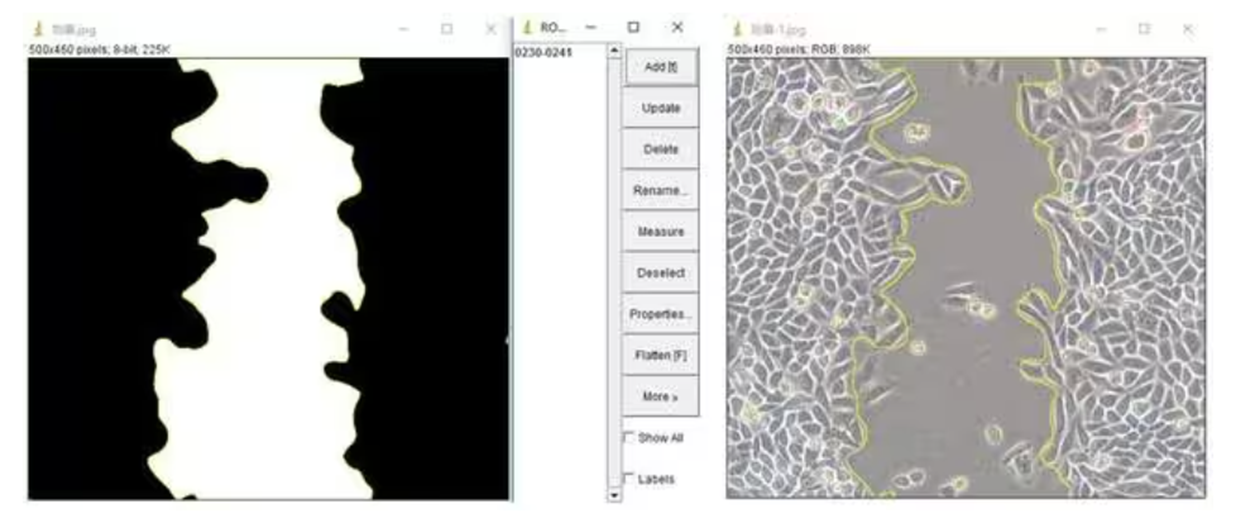 500x460 pixels; 8-bit; 225K
RO...
0230-0241
Add [t]
Update
Delete
Rename...
Measure
Deselect
Properties...
Flatten [F]
More »
Show All
Labels
500x460 pixels; RGB; 898K